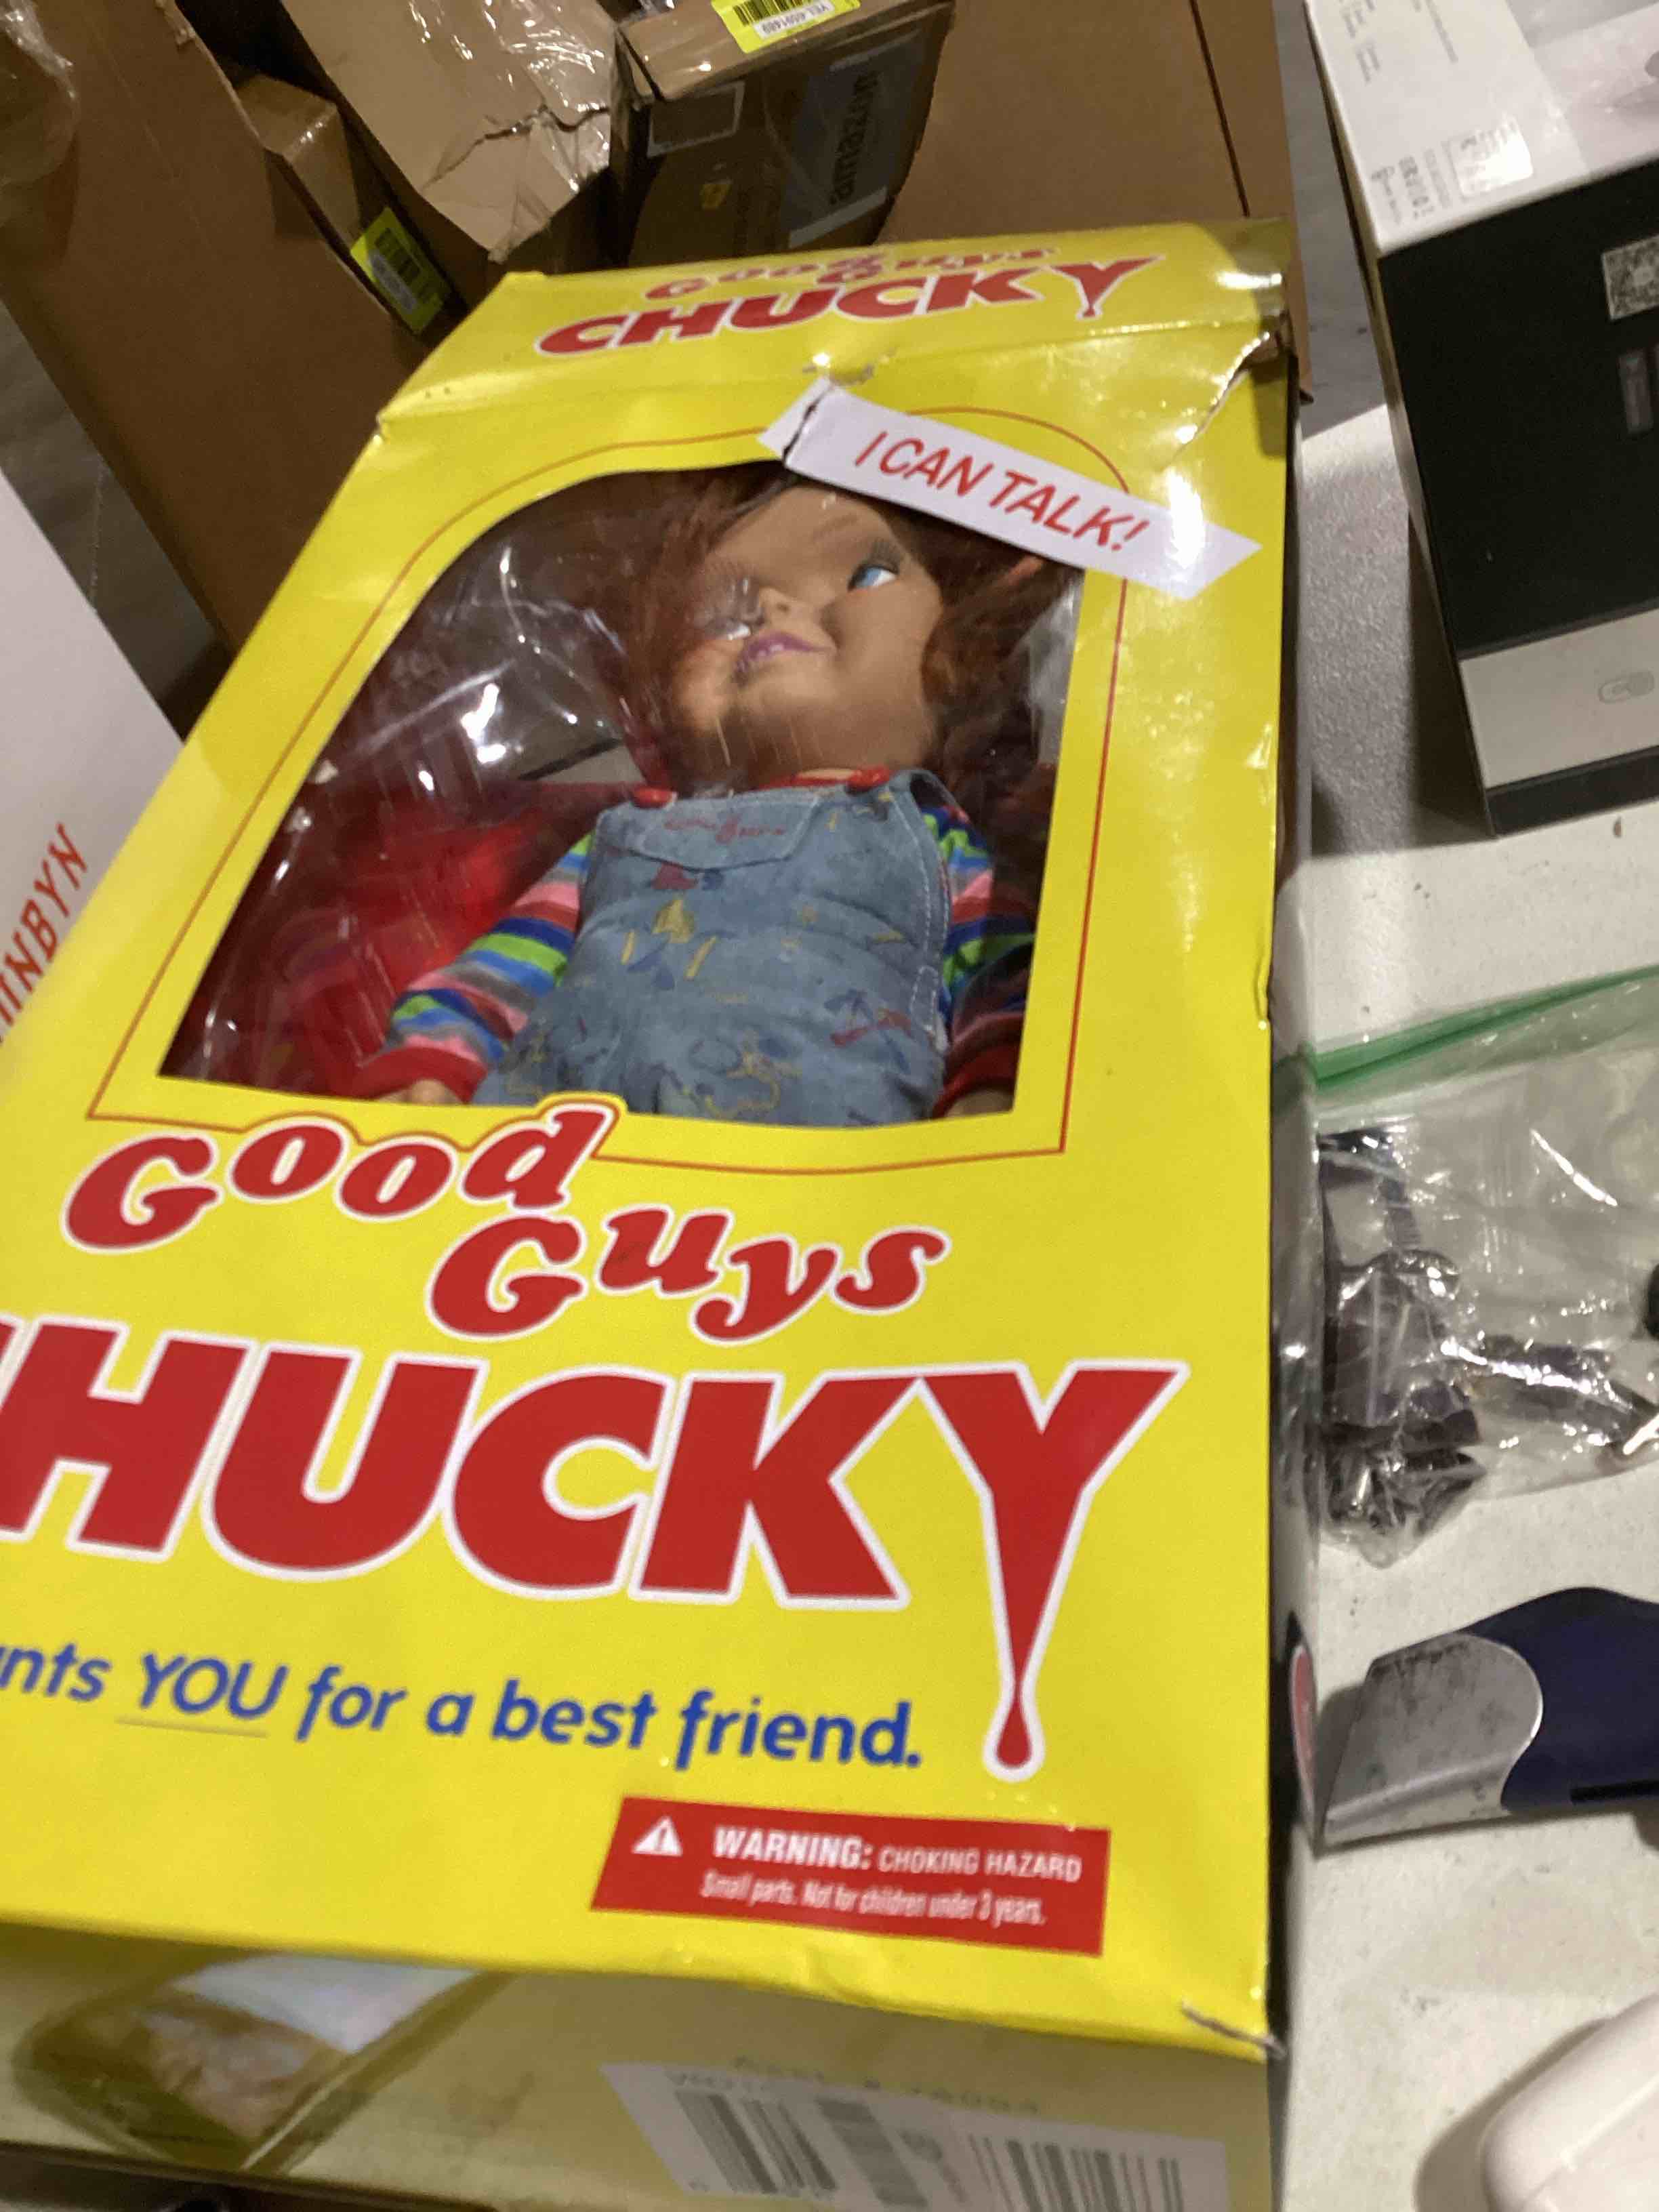 Good Guys
CHUCKY
I CAN TALK!
INBYN
Good
Guys
HUCKY
nts YOU for a best friend.
WARNING: CHOKING HAZARD
Small parts. Not for children under 3 years.